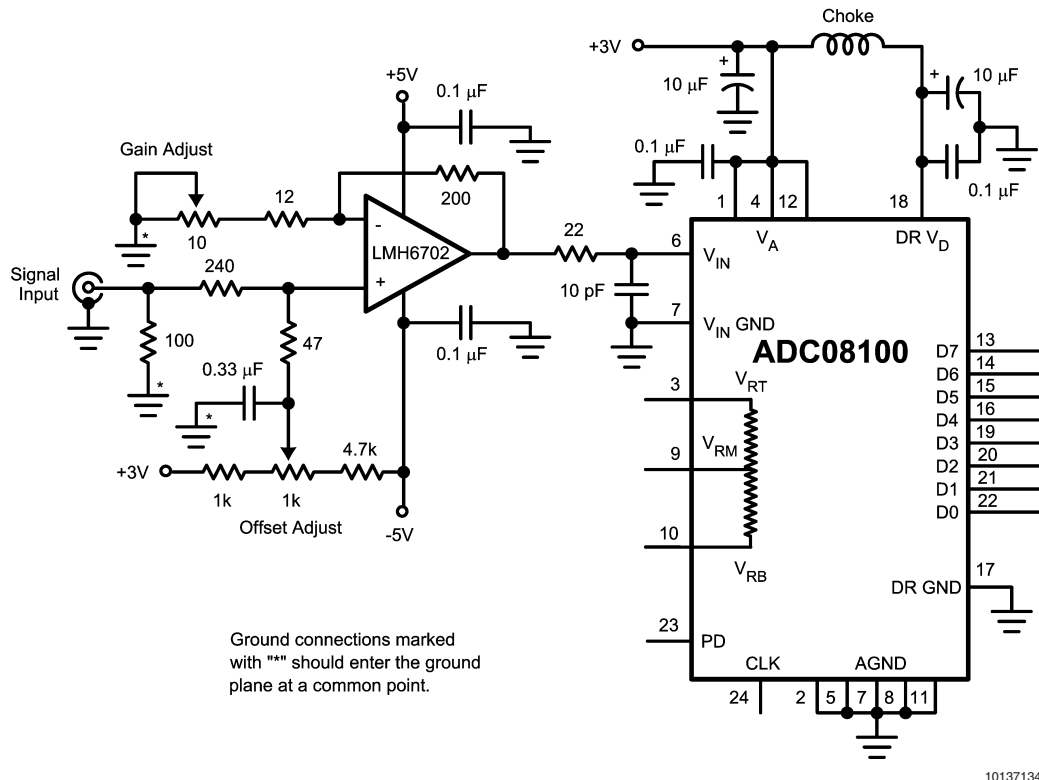 Choke
+3V
+
10 µF
+
10 µF
+5V
0.1 µF
0.1 µF
0.1 µF
Gain Adjust
12
200
1
4
12
18
V_A
DR V_D
*
10
-
LMH6702
+
22
6
V_IN
Signal
Input
240
10 pF
7
V_IN GND
100
47
0.1 µF
ADC08100
0.33 µF
*
*
3
V_RT
13
D7
14
D6
15
D5
16
D4
19
D3
20
D2
21
D1
22
D0
9
V_RM
+3V
1k
1k
4.7k
Offset Adjust
-5V
10
V_RB
17
DR GND
23
PD
Ground connections marked
with "*" should enter the ground
plane at a common point.
CLK
AGND
24
2
5
7
8
11
10137134